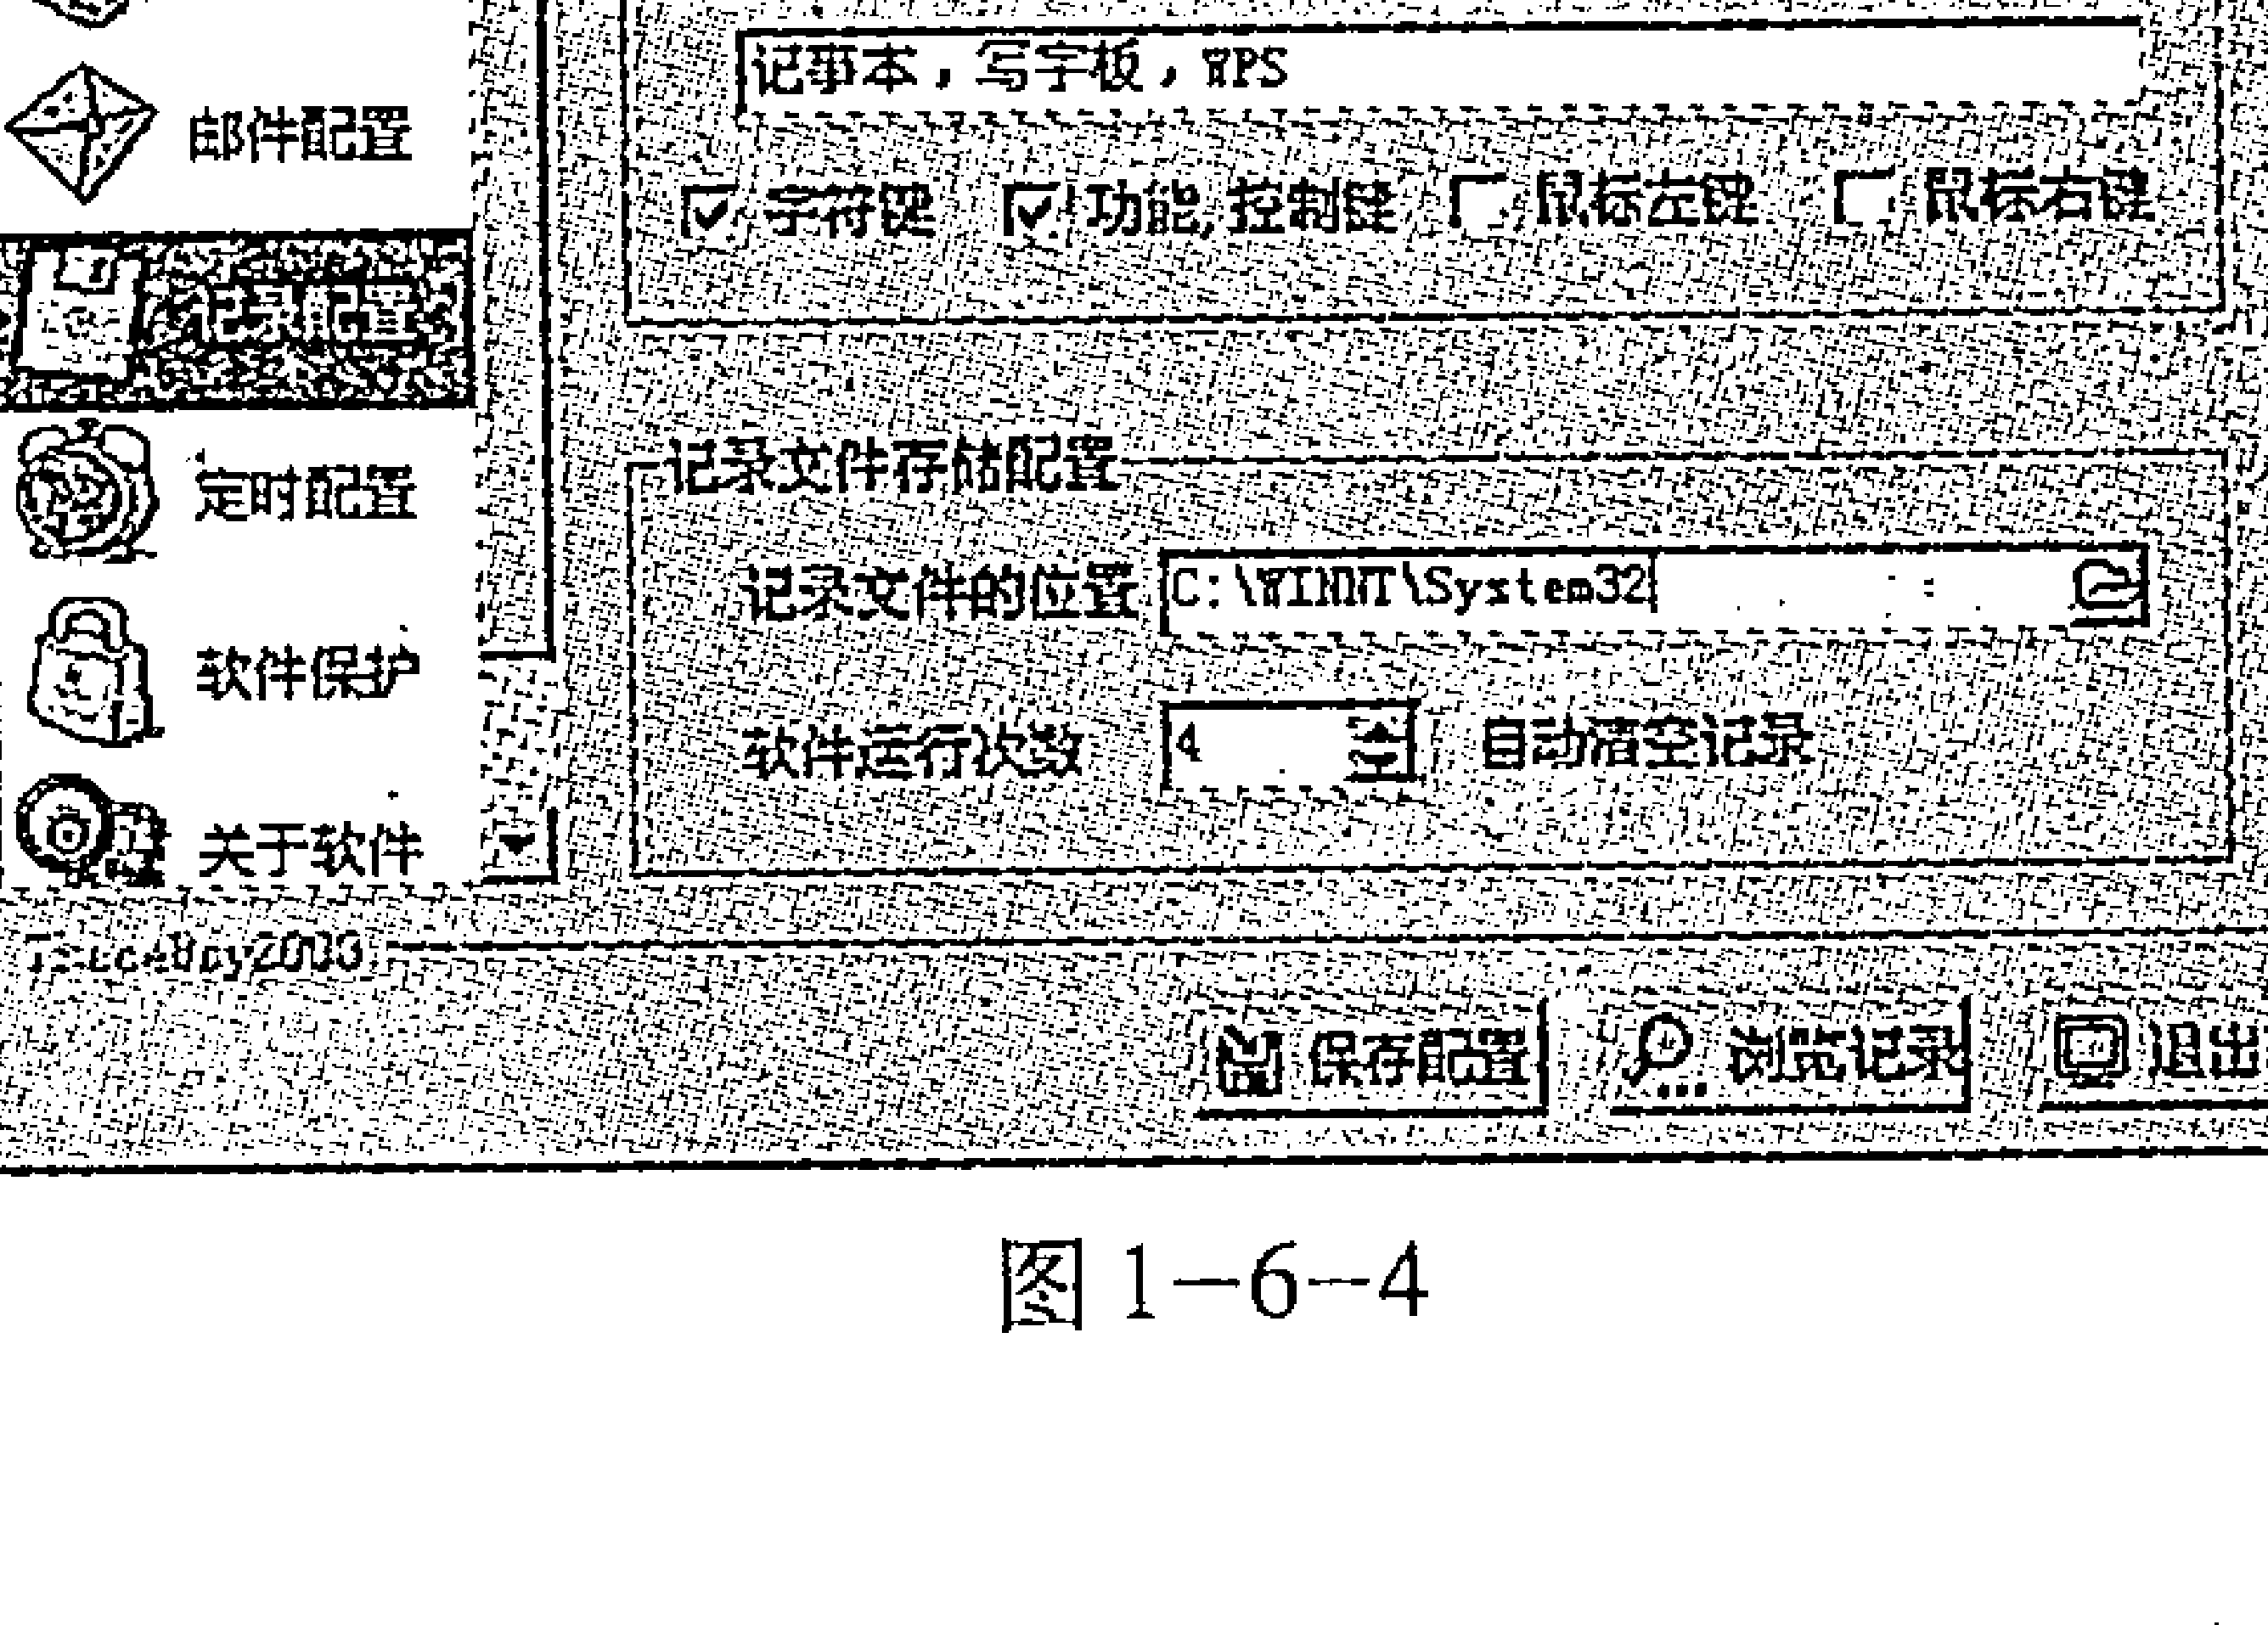 记事本，写字板，WPS
邮件配置
字符键 功能,控制键 鼠标左键 鼠标右键
记录配置
记录文件存储配置
定时配置
记录文件的位置 C:\WINNT\System32
软件保护
软件运行次数 4 自动清空记录
关于软件
保存配置 浏览记录 退出
图 1-6-4